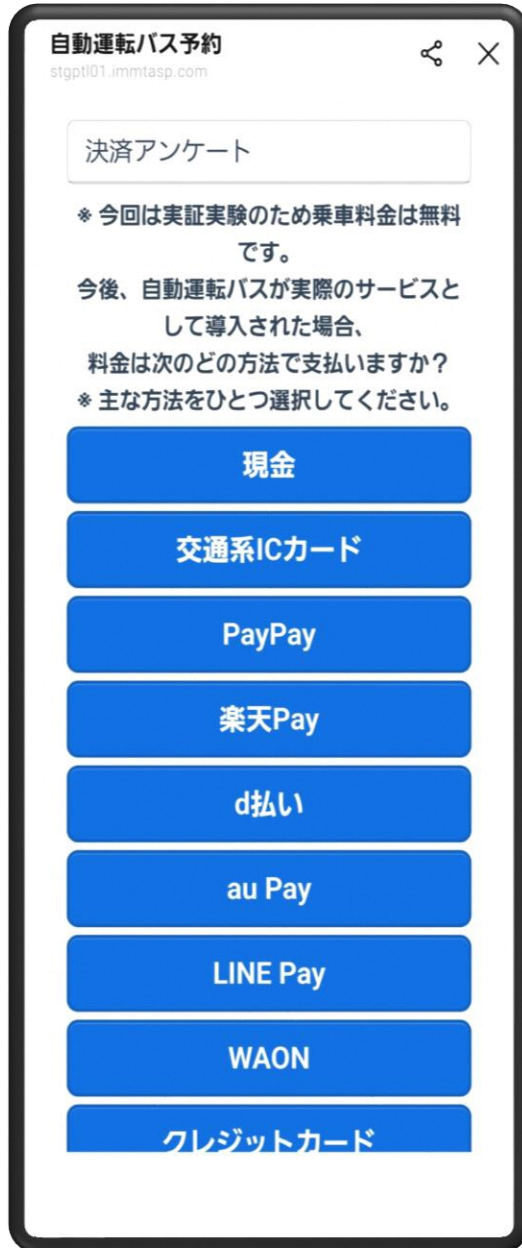 自動運転バス予約
stgptl01.immtasp.com
決済アンケート
※ 今回は実証実験のため乗車料金は無料
です。
今後、自動運転バスが実際のサービスと
して導入された場合、
料金は次のどの方法で支払いますか？
※ 主な方法をひとつ選択してください。
現金
交通系ICカード
PayPay
楽天Pay
d払い
au Pay
LINE Pay
WAON
クレジットカード